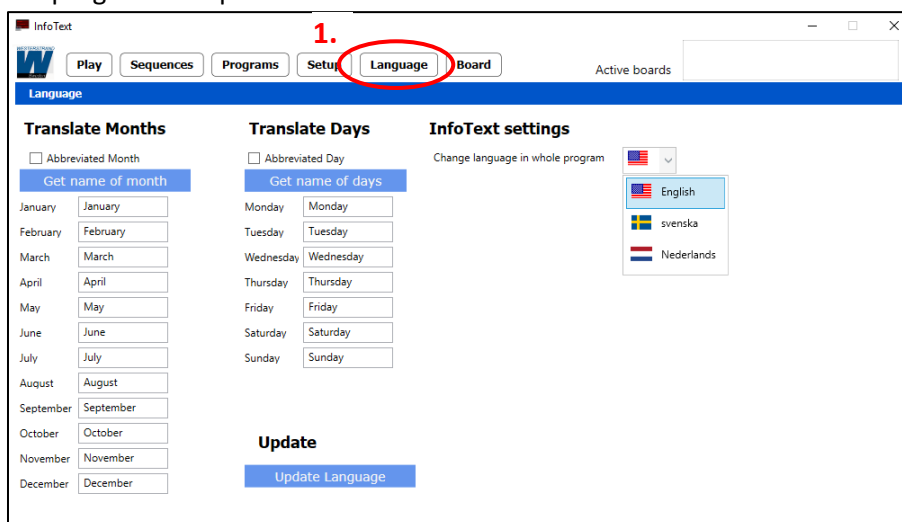 InfoText
1.
W
Play Sequences Programs Setup Language Board
Active boards
Language
Translate Months
Abbreviated Month
Get name of month
January January
February February
March March
April April
May May
June June
July July
August August
September September
October October
November November
December December
Translate Days
Abbreviated Day
Get name of days
Monday Monday
Tuesday Tuesday
Wednesday Wednesday
Thursday Thursday
Friday Friday
Saturday Saturday
Sunday Sunday
Update
Update Language
InfoText settings
Change language in whole program
English
svenska
Nederlands